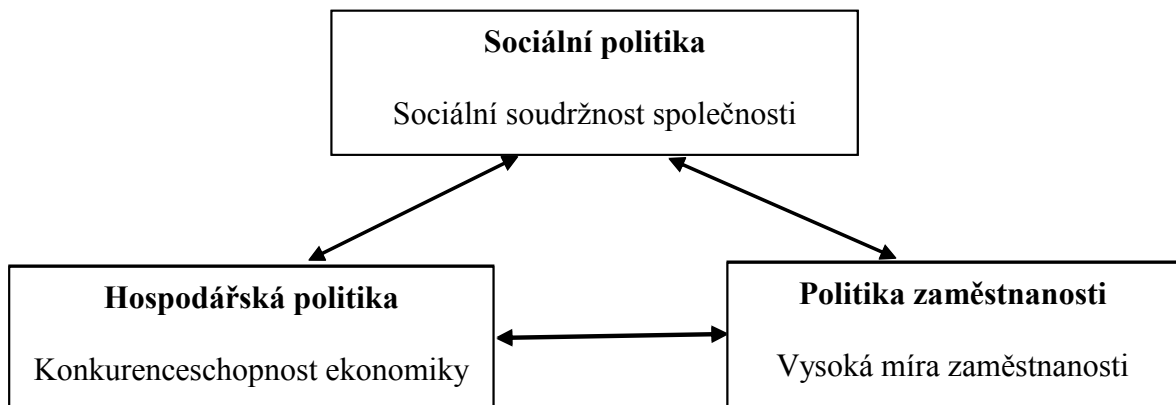 Sociální politika
Sociální soudržnost společnosti
Hospodářská politika
Konkurenceschopnost ekonomiky
Politika zaměstnanosti
Vysoká míra zaměstnanosti